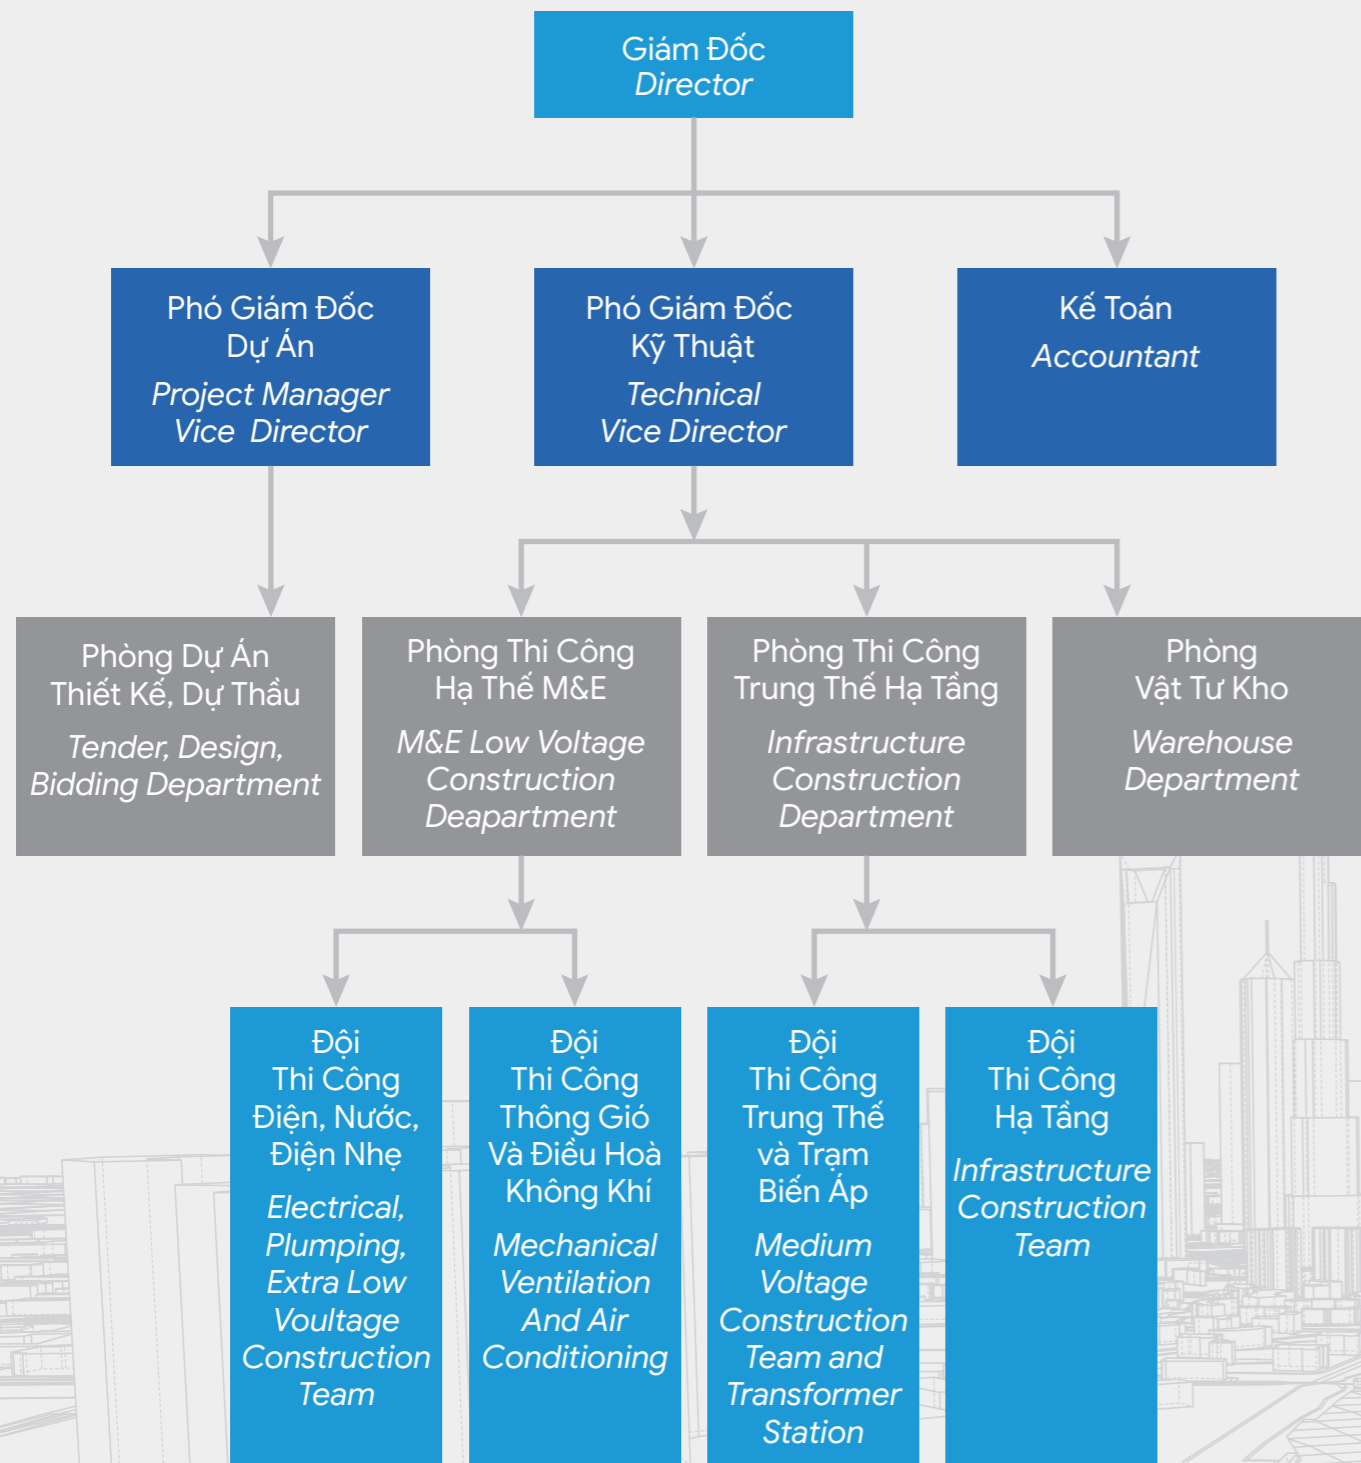 Giám Đốc
Director
Phó Giám Đốc
Dự Án
Project Manager
Vice Director
Phó Giám Đốc
Kỹ Thuật
Technical
Vice Director
Kế Toán
Accountant
Phòng Dự Án
Thiết Kế, Dự Thầu
Tender, Design,
Bidding Department
Phòng Thi Công
Hạ Thế M&E
M&E Low Voltage
Construction
Deapartment
Phòng Thi Công
Trung Thế Hạ Tầng
Infrastructure
Construction
Department
Phòng
Vật Tư Kho
Warehouse
Department
Đội
Thi Công
Điện, Nước,
Điện Nhẹ
Electrical,
Plumping,
Extra Low
Voultage
Construction
Team
Đội
Thi Công
Thông Gió
Và Điều Hoà
Không Khí
Mechanical
Ventilation
And Air
Conditioning
Đội
Thi Công
Trung Thế
và Trạm
Biến Áp
Medium
Voltage
Construction
Team and
Transformer
Station
Đội
Thi Công
Hạ Tầng
Infrastructure
Construction
Team